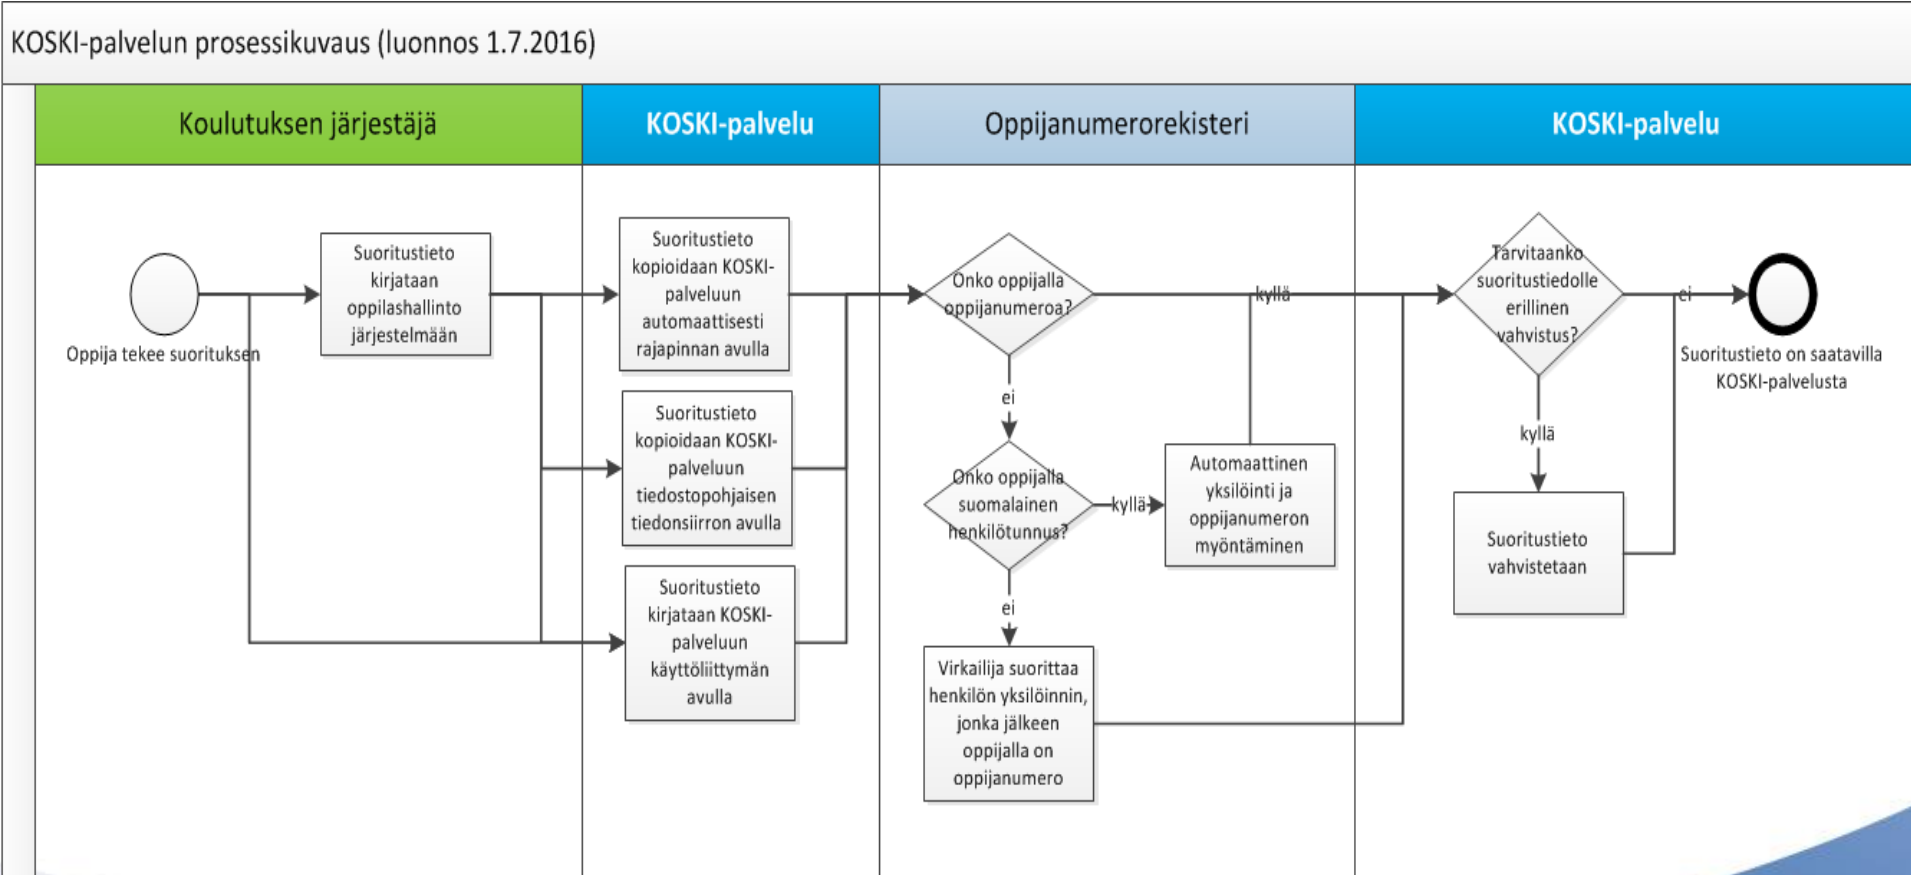 KOSKI-palvelun prosessikuvaus (luonnos 1.7.2016)
Koulutuksen järjestäjä
KOSKI-palvelu
Oppijanumerorekisteri
KOSKI-palvelu
Oppija tekee suorituksen
Suoritustieto
kirjataan
oppilashallinto
järjestelmään
Suoritustieto
kopioidaan KOSKI-
palveluun
automaattisesti
rajapinnan avulla
Suoritustieto
kopioidaan KOSKI-
palveluun
tiedostopohjaisen
tiedonsiirron avulla
Suoritustieto
kirjataan KOSKI-
palveluun
käyttöliittymän
avulla
Onko oppijalla
oppijanumeroa?
kyllä
ei
Onko oppijalla
suomalainen
henkilötunnus?
kyllä
Automaattinen
yksilöinti ja
oppijanumeron
myöntäminen
ei
Virkailija suorittaa
henkilön yksilöinnin,
jonka jälkeen
oppijalla on
oppijanumero
Tarvitaanko
suoritustiedolle
erillinen
vahvistus?
ei
kyllä
Suoritustieto
vahvistetaan
Suoritustieto on saatavilla
KOSKI-palvelusta